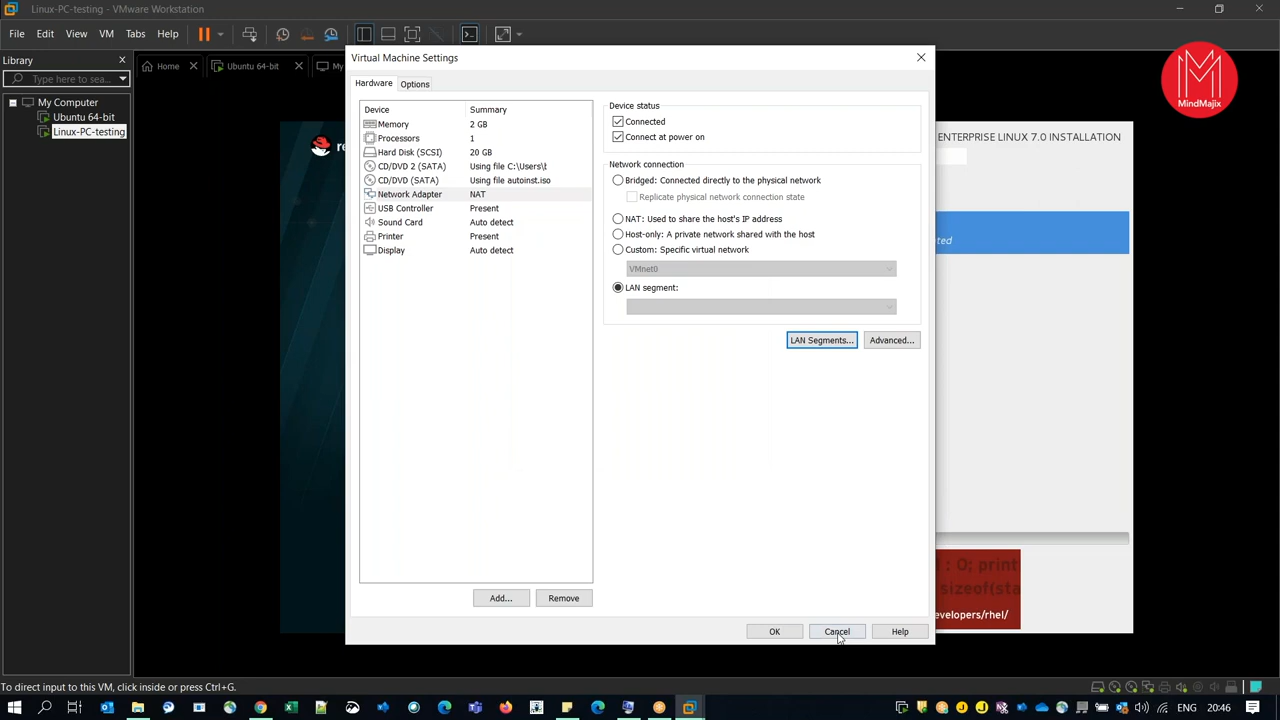 Linux-PC-testing - VMware Workstation
File Edit View VM Tabs Help
Library
Type here to sea...
My Computer
Ubuntu 64-bit
Linux-PC-testing
Home
Ubuntu 64-bit
My
MindMajix
ENTERPRISE LINUX 7.0 INSTALLATION
re
ted
: 0; print
sizeof(sta
evelopers/rhel/
Virtual Machine Settings
Hardware Options
Device Summary
Memory 2 GB
Processors 1
Hard Disk (SCSI) 20 GB
CD/DVD 2 (SATA) Using file C:\Users\t
CD/DVD (SATA) Using file autoinst.iso
Network Adapter NAT
USB Controller Present
Sound Card Auto detect
Printer Present
Display Auto detect
Add... Remove
Device status
Connected
Connect at power on
Network connection
Bridged: Connected directly to the physical network
Replicate physical network connection state
NAT: Used to share the host's IP address
Host-only: A private network shared with the host
Custom: Specific virtual network
VMnet0
LAN segment:
LAN Segments... Advanced...
OK Cancel Help
To direct input to this VM, click inside or press Ctrl+G.
ENG 20:46